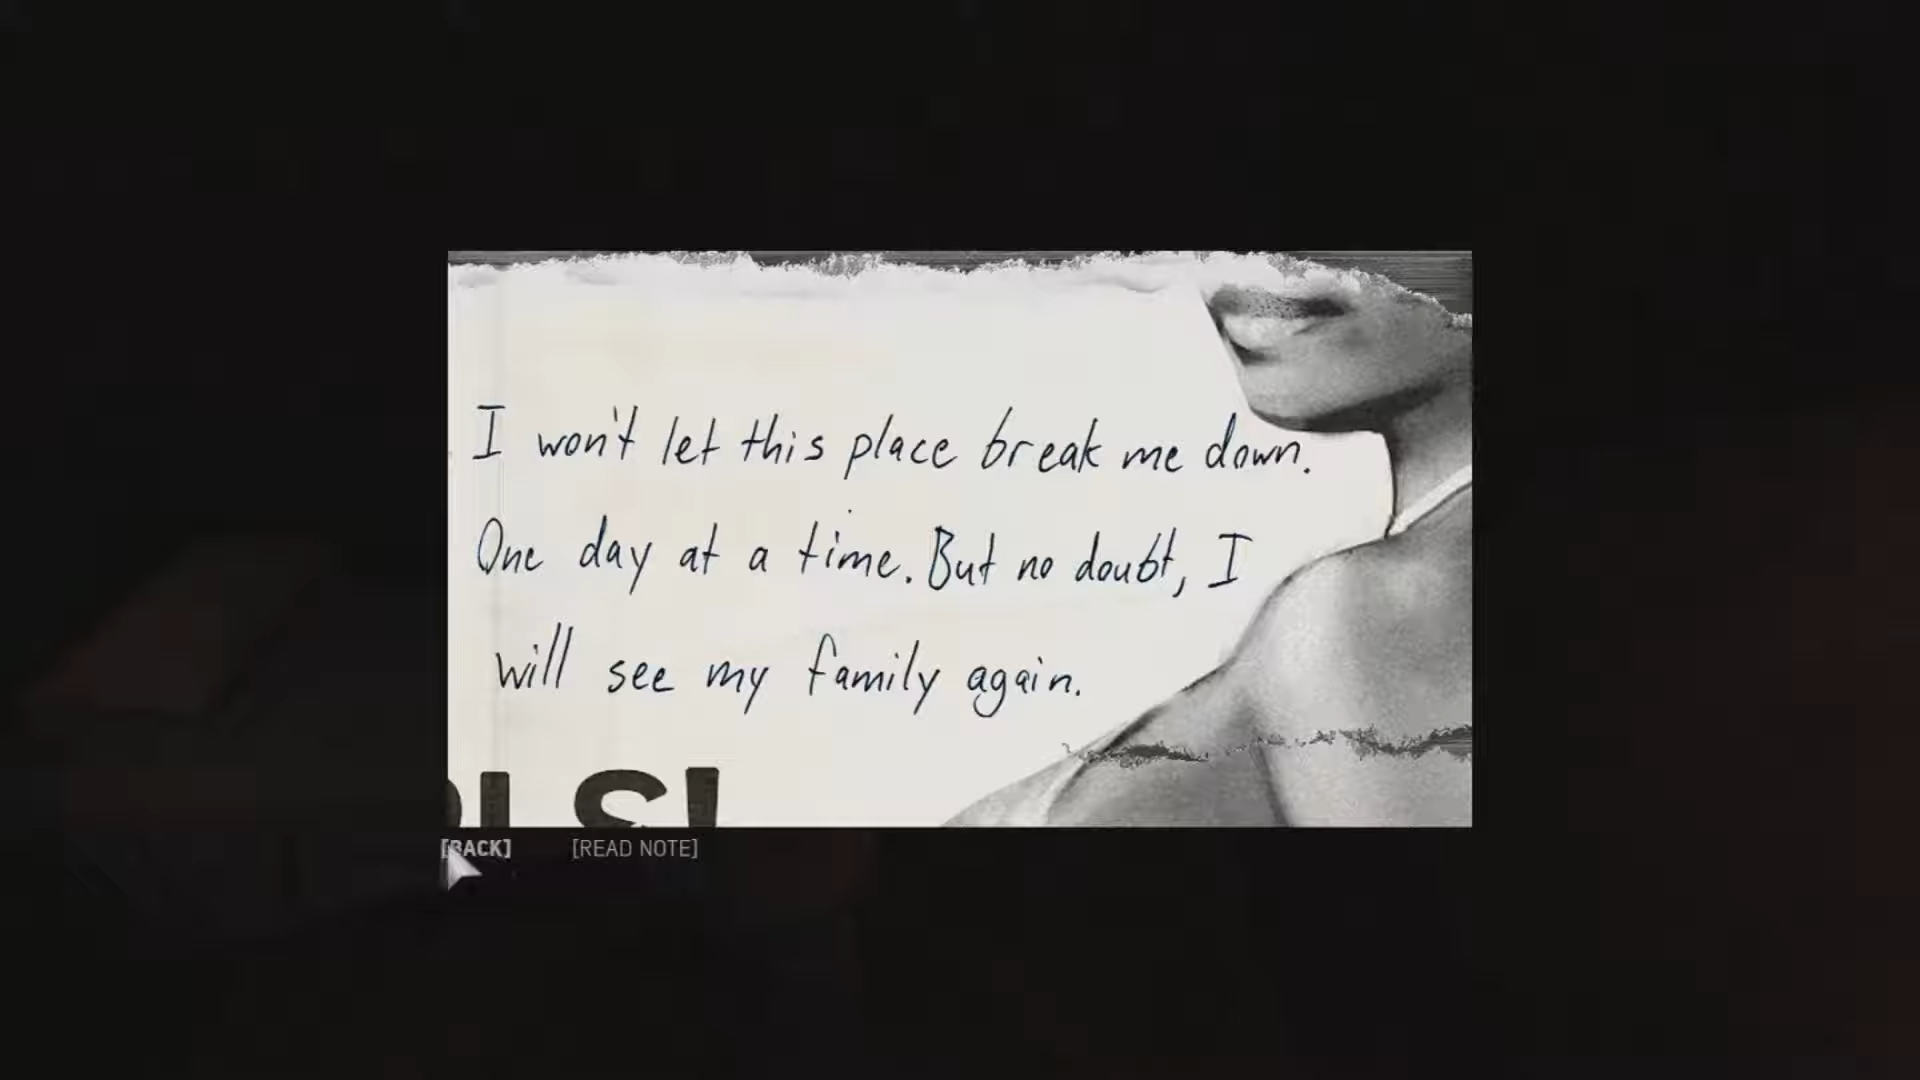 I won't let this place break me down.
One day at a time. But no doubt, I
will see my family again.
LS!
[BACK] [READ NOTE]